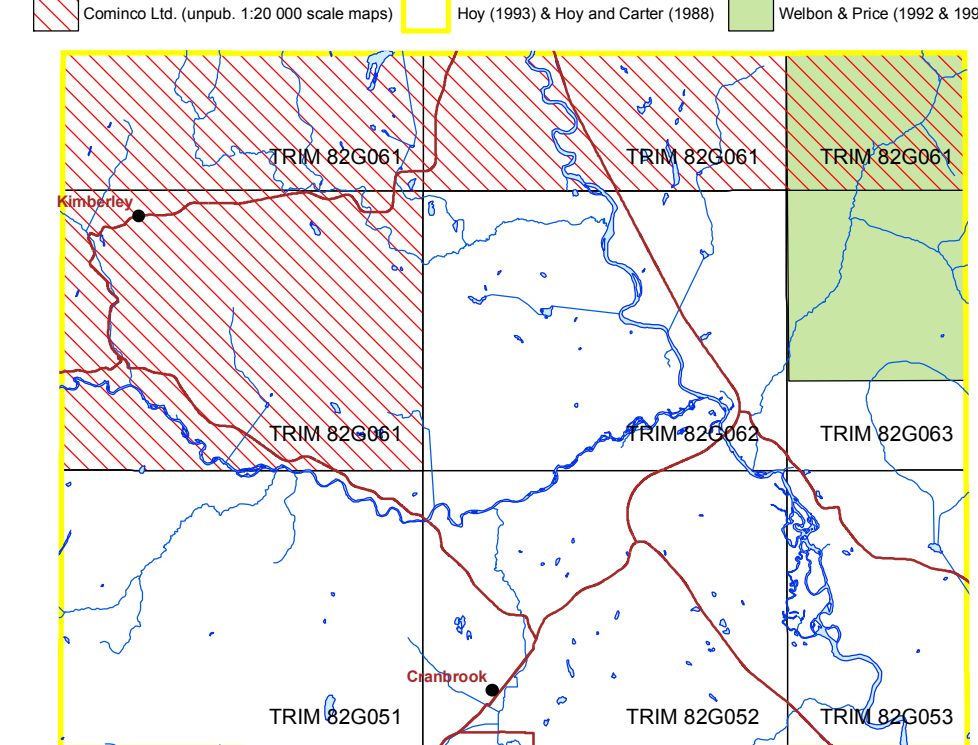 Cominco Ltd. (unpub. 1:20 000 scale maps) Hoy (1993) & Hoy and Carter (1988) Welbon & Price (1992 & 199
TRIM 82G061 TRIM 82G061 TRIM 82G061
Kimberley
TRIM 82G061 TRIM 82G062 TRIM 82G063
Cranbrook
TRIM 82G051 TRIM 82G052 TRIM 82G053